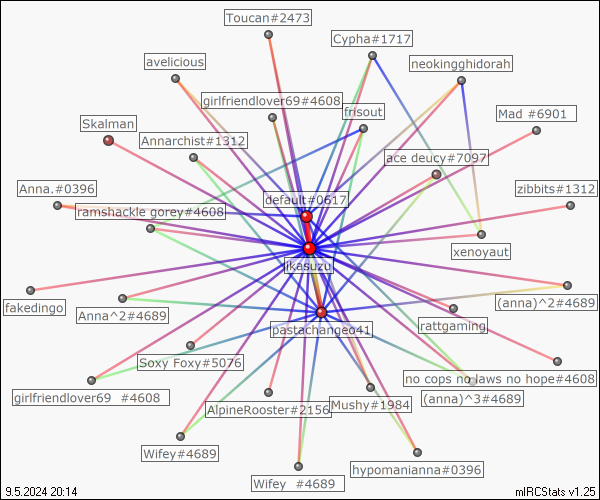 Toucan#2473
Cypha#1717
avelicious
neokingghidorah
girlfriendlover69#4608
frisout
Mad #6901
Skalman
Annarchist#1312
ace deucy#7097
Anna.#0396
default#0617
zibbits#1312
ramshackle gorey#4608
xenoyaut
likasuzu
fakedingo
Anna^2#4689
(anna)^2#4689
pastachangeo41
rattgaming
Soxy Foxy#5076
no cops no laws no hope#4608
girlfriendlover69 #4608
(anna)^3#4689
AlpineRooster#2156
Mushy#1984
Wifey#4689
hypomanianna#0396
Wifey #4689
9.5.2024 20:14
mIRCStats v1.25